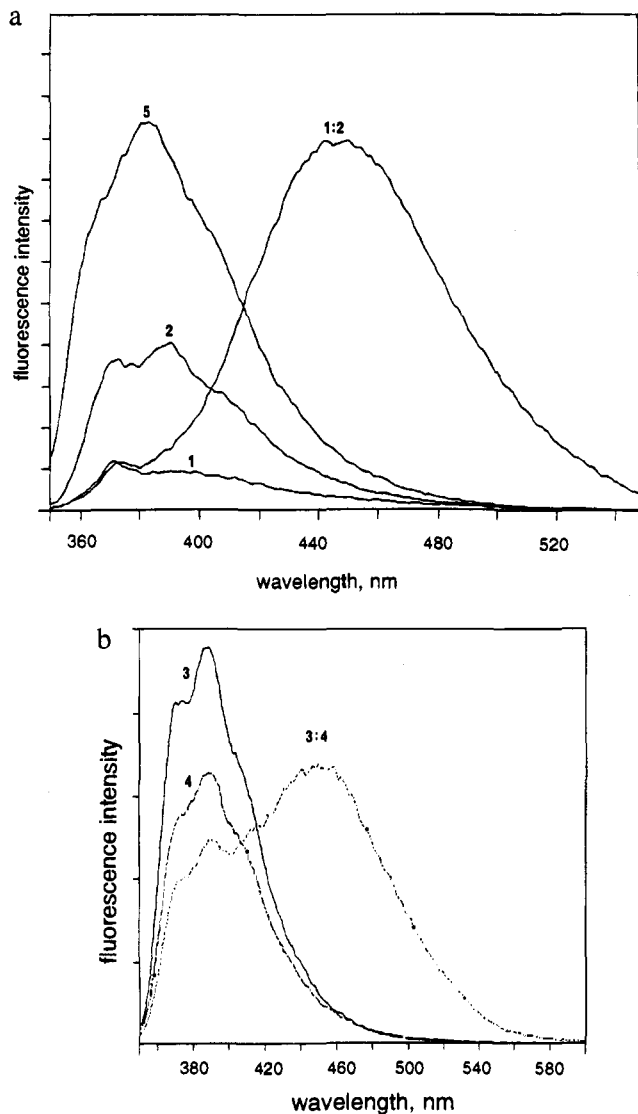 a
5
1:2
2
1
fluorescence intensity
360 400 440 480 520
wavelength, nm
b
3
3:4
4
fluorescence intensity
380 420 460 500 540 580
wavelength, nm